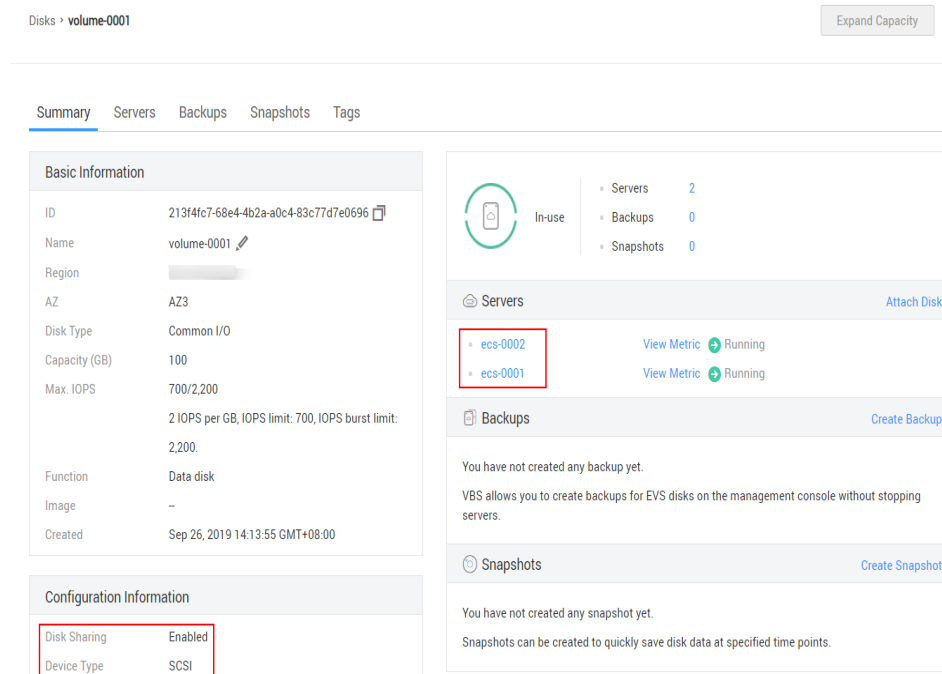 Disks > volume-0001
Expand Capacity
Summary Servers Backups Snapshots Tags
Basic Information
ID 213f4fc7-68e4-4b2a-a0c4-83c77d7e0696
Name volume-0001
Region
AZ AZ3
Disk Type Common I/O
Capacity (GB) 100
Max. IOPS 700/2,200
2 IOPS per GB, IOPS limit: 700, IOPS burst limit:
2,200.
Function Data disk
Image --
Created Sep 26, 2019 14:13:55 GMT+08:00
Configuration Information
Disk Sharing Enabled
Device Type SCSI
In-use
Servers 2
Backups 0
Snapshots 0
Servers Attach Disk
ecs-0002 View Metric Running
ecs-0001 View Metric Running
Backups Create Backup
You have not created any backup yet.
VBS allows you to create backups for EVS disks on the management console without stopping
servers.
Snapshots Create Snapshot
You have not created any snapshot yet.
Snapshots can be created to quickly save disk data at specified time points.